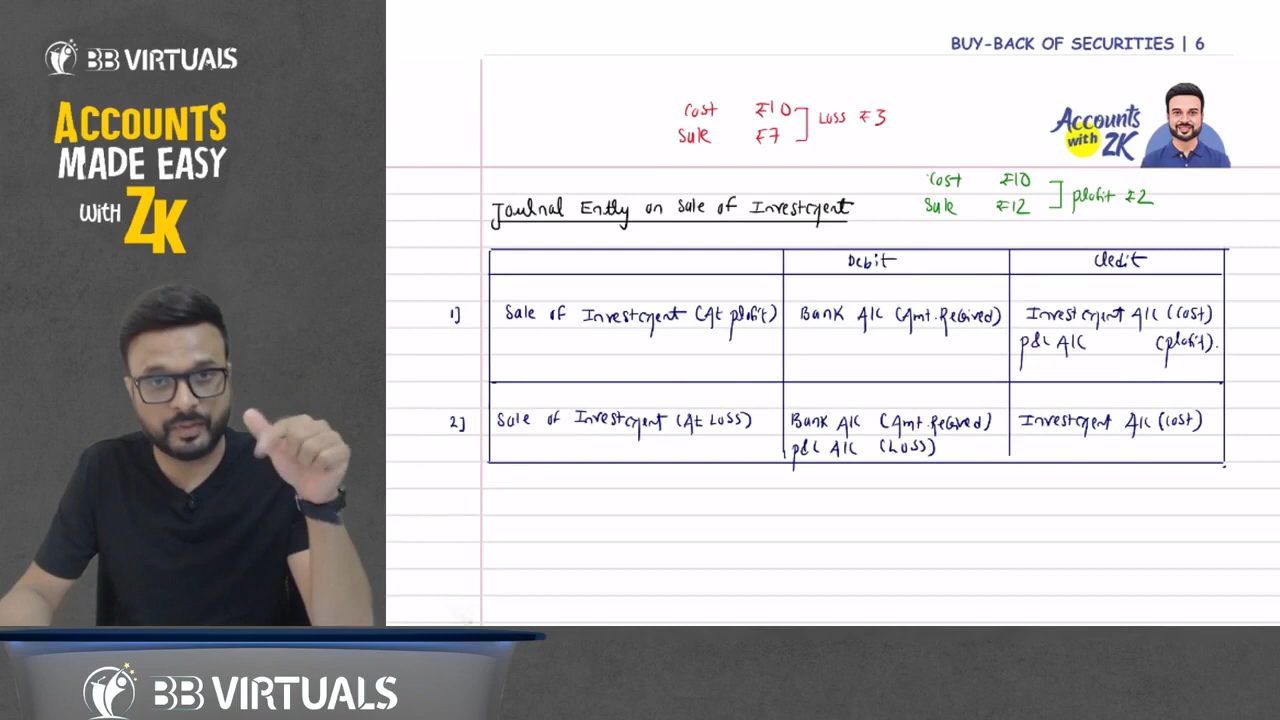 BB VIRTUALS
ACCOUNTS
MADE EASY
WITH ZK
BUY-BACK OF SECURITIES | 6
Accounts
with ZK
Cost ₹10
Sale ₹7
Loss ₹3
Cost ₹10
Sale ₹12
Profit ₹2
Journal Entry on Sale of Investment
Debit Credit
1] Sale of Investment (At profit) Bank A/C (Amt. Received) Investment A/C (Cost)
P&L A/C (Profit).
2] Sale of Investment (At Loss) Bank A/C (Amt. Received) Investment A/C (Cost)
P&L A/C (Loss)
BB VIRTUALS